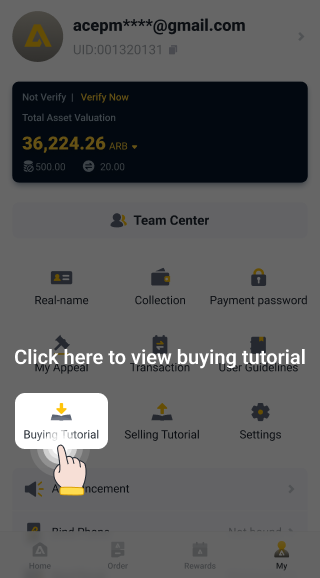 acepm****@gmail.com
UID:001320131
Not Verify | Verify Now
Total Asset Valuation
36,224.26 ARB
500.00 20.00
Team Center
Real-name Collection Payment password
My Appeal Transaction User Guidelines
Click here to view buying tutorial
Buying Tutorial Selling Tutorial Settings
Announcement
Bind Phone Not bound
Home Order Rewards My